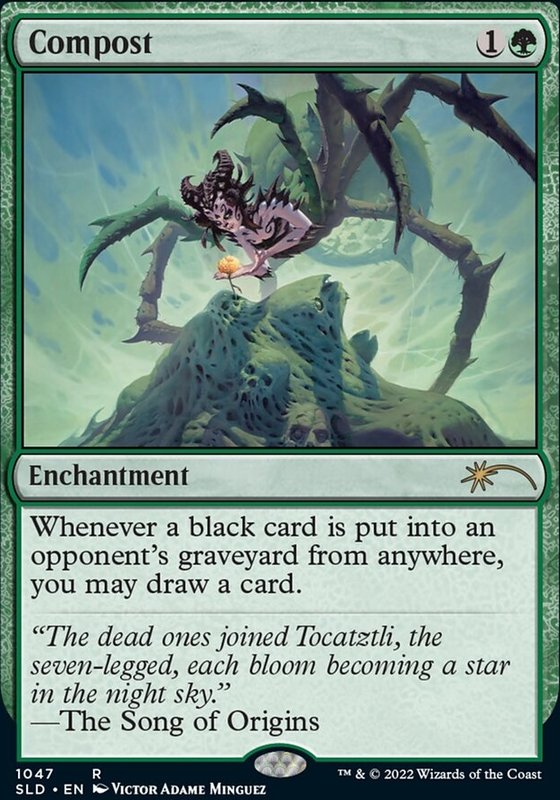 Compost 1
Enchantment
Whenever a black card is put into an
opponent's graveyard from anywhere,
you may draw a card.
“The dead ones joined Tocatztli, the
seven-legged, each bloom becoming a star
in the night sky.”
—The Song of Origins
1047 R
SLD • EN Victor Adame Minguez
™ & © 2022 Wizards of the Coast